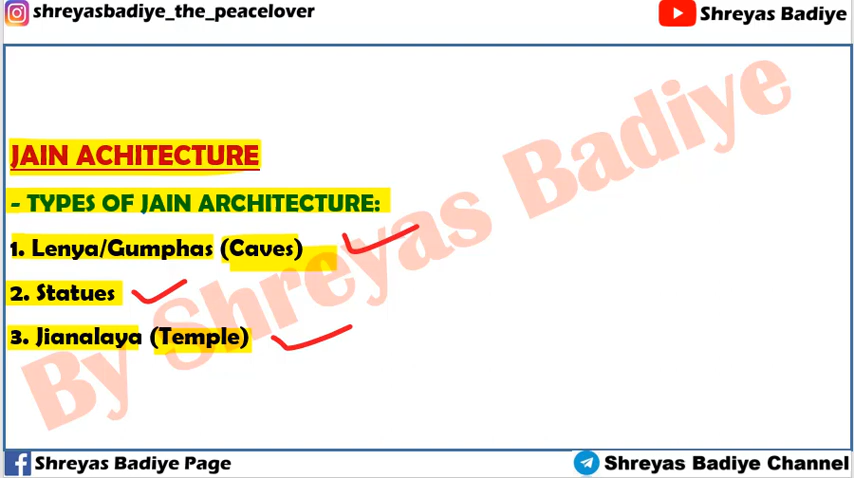 shreyasbadiye_the_peacelover
Shreyas Badiye
JAIN ACHITECTURE
- TYPES OF JAIN ARCHITECTURE:
1. Lenya/Gumphas (Caves)
2. Statues
3. Jianalaya (Temple)
By Shreyas Badiye
Shreyas Badiye Page
Shreyas Badiye Channel